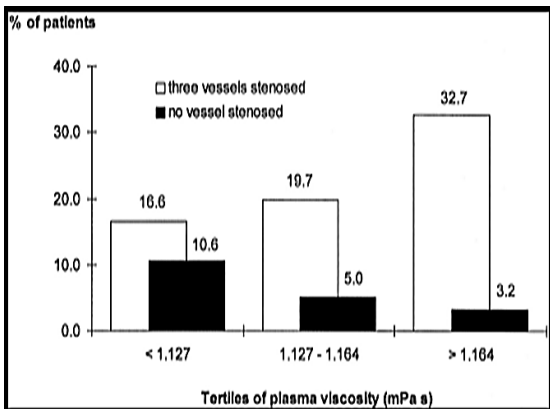 % of patients
40.0
three vessels stenosed
no vessel stenosed
32.7
30.0
20.0
19.7
16.6
10.6
10.0
5.0
3.2
0.0
< 1,127
1,127 - 1,164
> 1,164
Tertiles of plasma viscosity (mPa s)